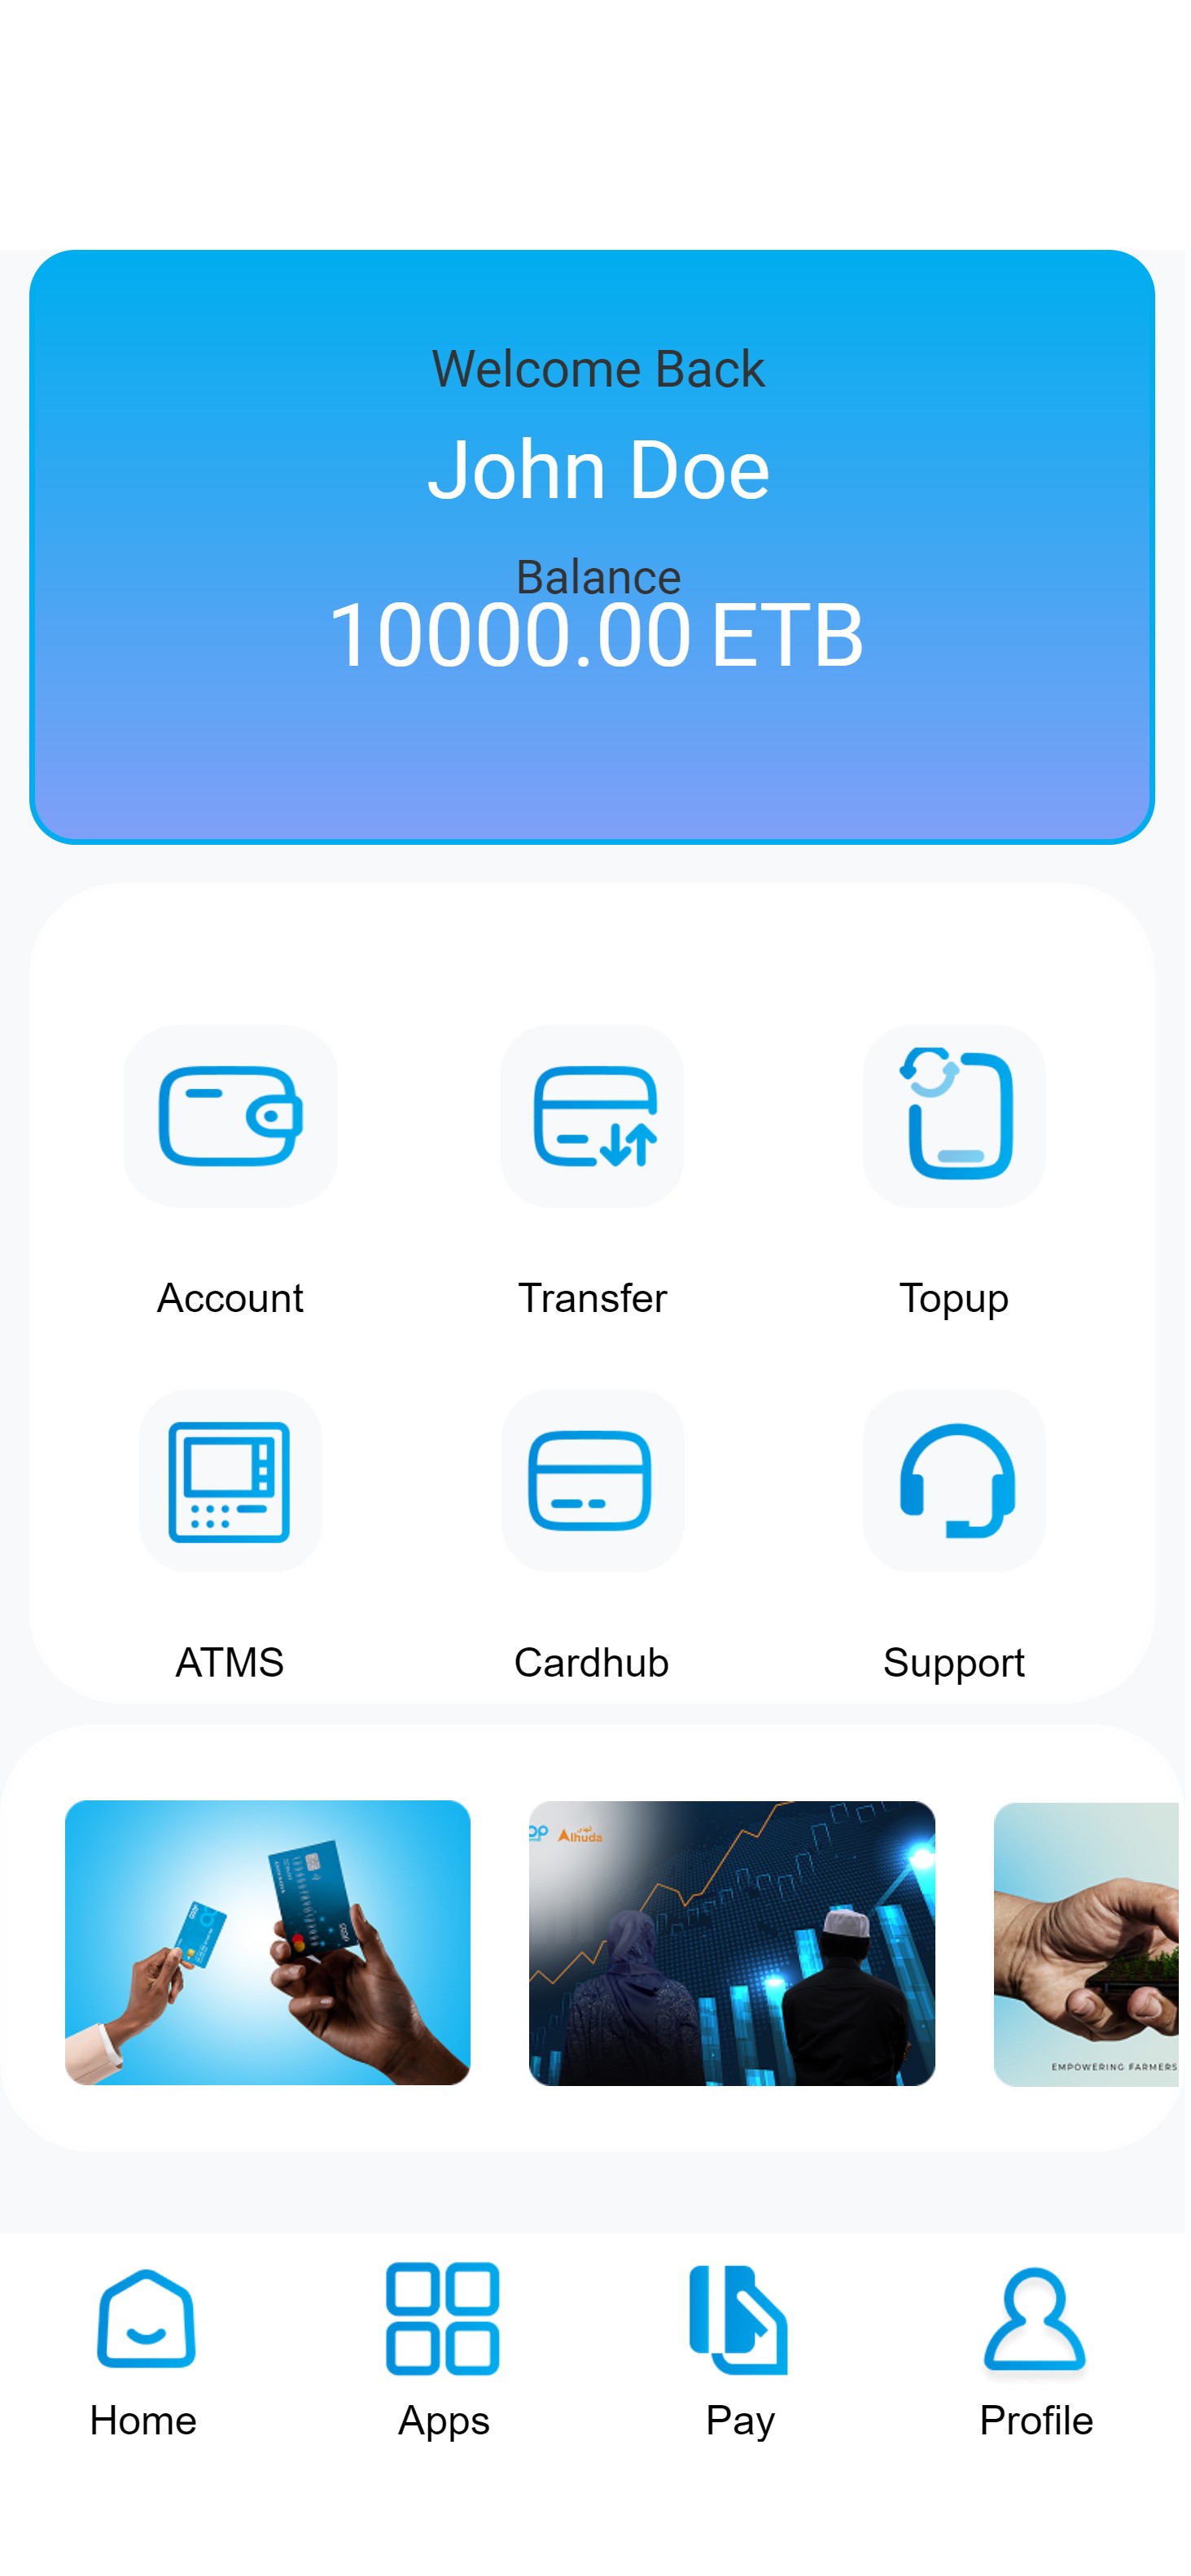 Welcome Back
John Doe
Balance
10000.00 ETB
Account Transfer Topup
ATMS Cardhub Support
op Alhuda
EMPOWERING FARMERS
Home Apps Pay Profile